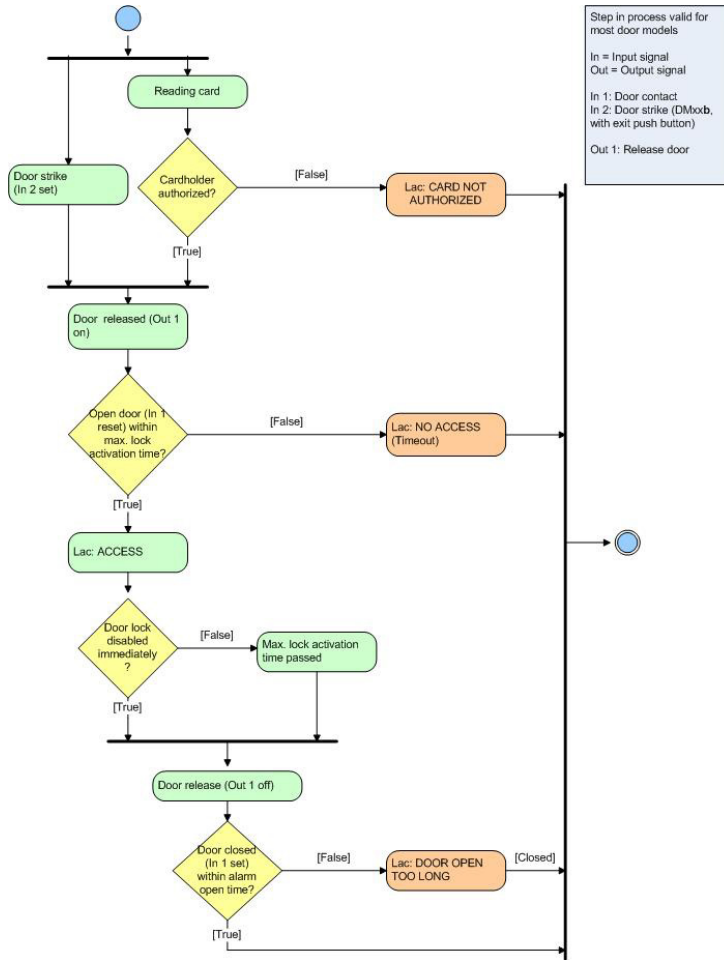 Step in process valid for
most door models
In = Input signal
Out = Output signal
In 1: Door contact
In 2: Door strike (DMxxb,
with exit push button)
Out 1: Release door
Reading card
Door strike
(In 2 set)
Cardholder
authorized?
[False]
Lac: CARD NOT
AUTHORIZED
[True]
Door released (Out 1
on)
Open door (In 1
reset) within
max. lock
activation time?
[False]
Lac: NO ACCESS
(Timeout)
[True]
Lac: ACCESS
Door lock
disabled
immediately
?
[False]
Max. lock activation
time passed
[True]
Door release (Out 1 off)
Door closed
(In 1 set)
within alarm
open time?
[False]
Lac: DOOR OPEN
TOO LONG
[Closed]
[True]